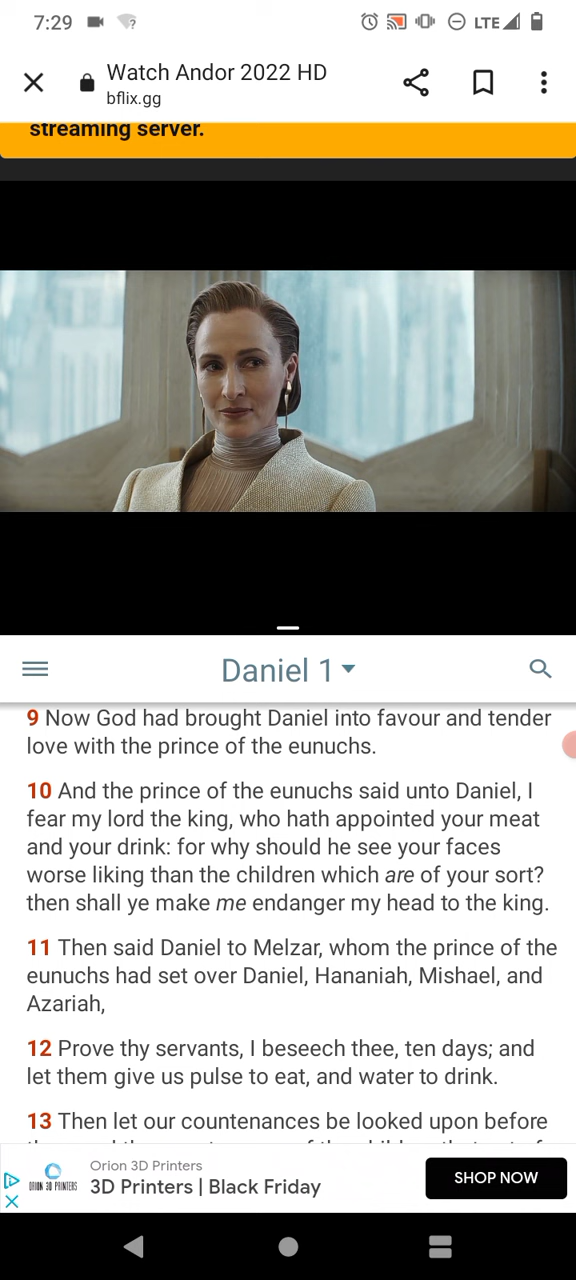 7:29
?
LTE
Watch Andor 2022 HD
bflix.gg
streaming server.
Daniel 1
9 Now God had brought Daniel into favour and tender
love with the prince of the eunuchs.
10 And the prince of the eunuchs said unto Daniel, I
fear my lord the king, who hath appointed your meat
and your drink: for why should he see your faces
worse liking than the children which are of your sort?
then shall ye make me endanger my head to the king.
11 Then said Daniel to Melzar, whom the prince of the
eunuchs had set over Daniel, Hananiah, Mishael, and
Azariah,
12 Prove thy servants, I beseech thee, ten days; and
let them give us pulse to eat, and water to drink.
13 Then let our countenances be looked upon before
Orion 3D Printers
ORION 3D PRINTERS
3D Printers | Black Friday
SHOP NOW